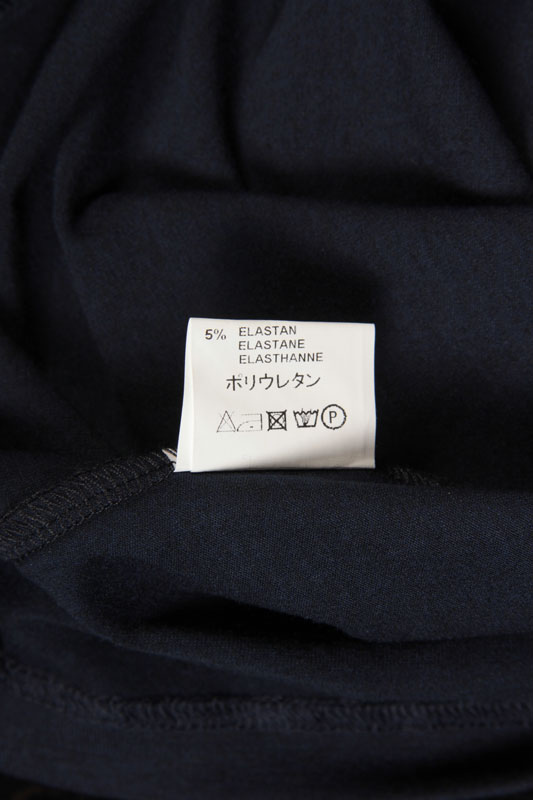 5% ELASTAN
ELASTANE
ELASTHANNE
ポリウレタン
P